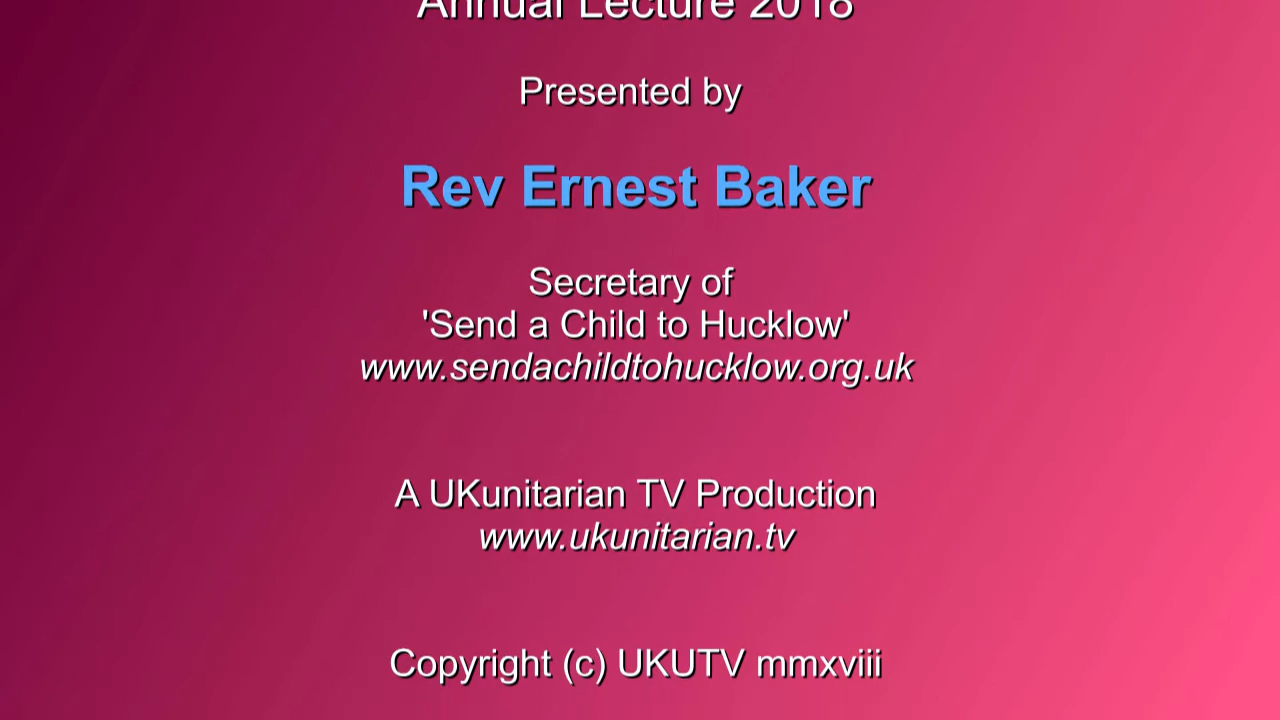 Annual Lecture 2018
Presented by
Rev Ernest Baker
Secretary of
'Send a Child to Hucklow'
www.sendachildtohucklow.org.uk
A UKunitarian TV Production
www.ukunitarian.tv
Copyright (c) UKUTV mmxviii